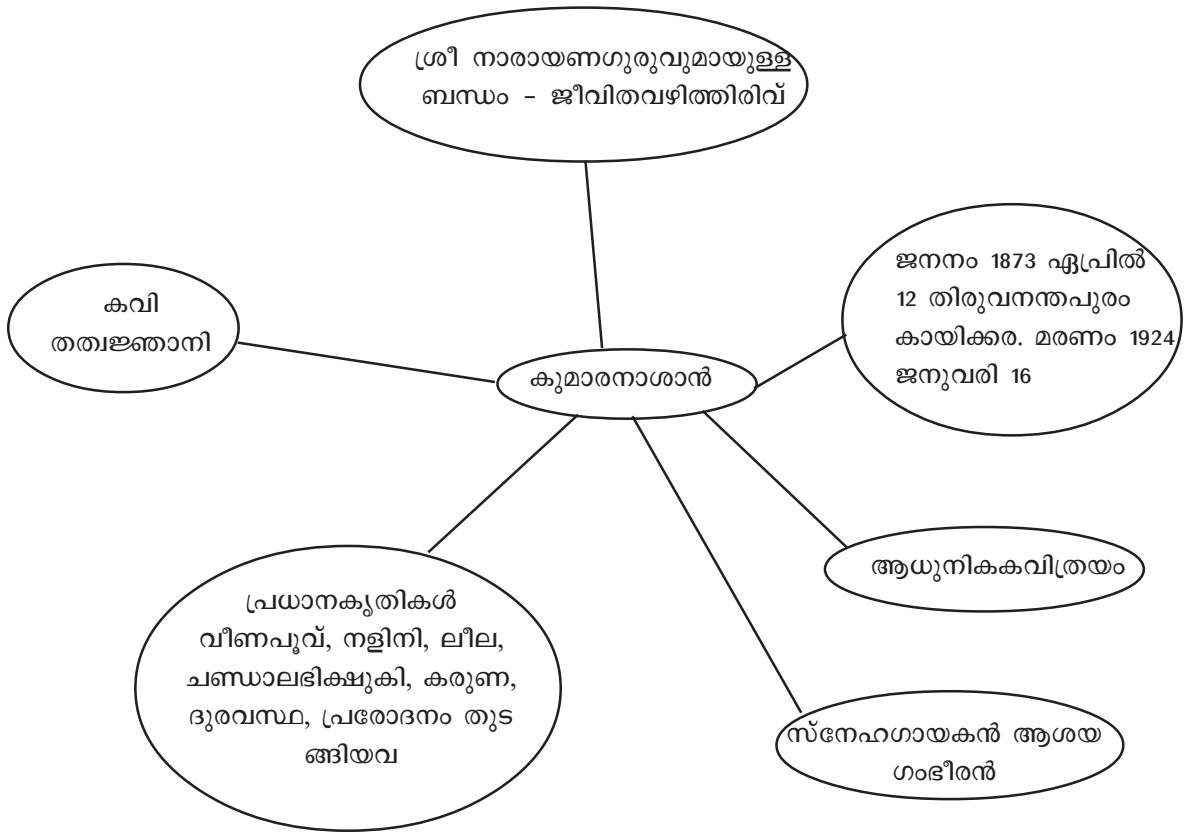 ശ്രീ നാരായണഗുരുവുമായുള്ള
ബന്ധം - ജീവിതവഴിത്തിരിവ്
ജനനം 1873 ഏപ്രിൽ
12 തിരുവനന്തപുരം
കായിക്കര. മരണം 1924
ജനുവരി 16
കവി
തത്വജ്ഞാനി
കുമാരനാശാൻ
ആധുനികകവിത്രയം
പ്രധാനകൃതികൾ
വീണപൂവ്, നളിനി, ലീല,
ചണ്ഡാലഭിക്ഷുകി, കരുണ,
ദുരവസ്ഥ, പ്രരോദനം തുട
ങ്ങിയവ
സ്നേഹഗായകൻ ആശയ
ഗംഭീരൻ